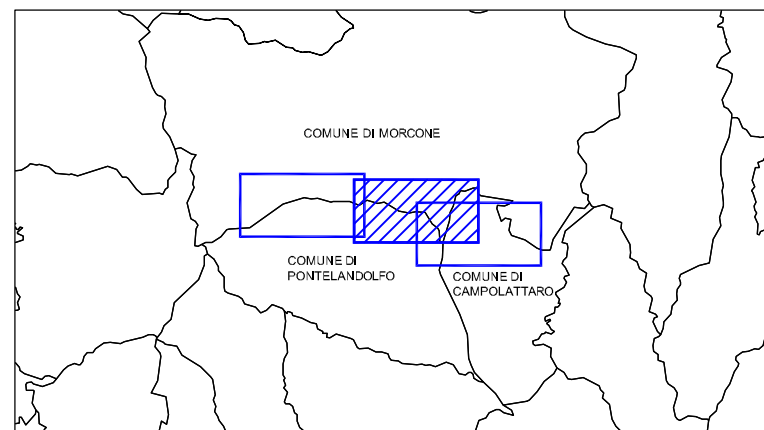 COMUNE DI MORCONE
COMUNE DI
PONTELANDOLFO
COMUNE DI
CAMPOLATTARO